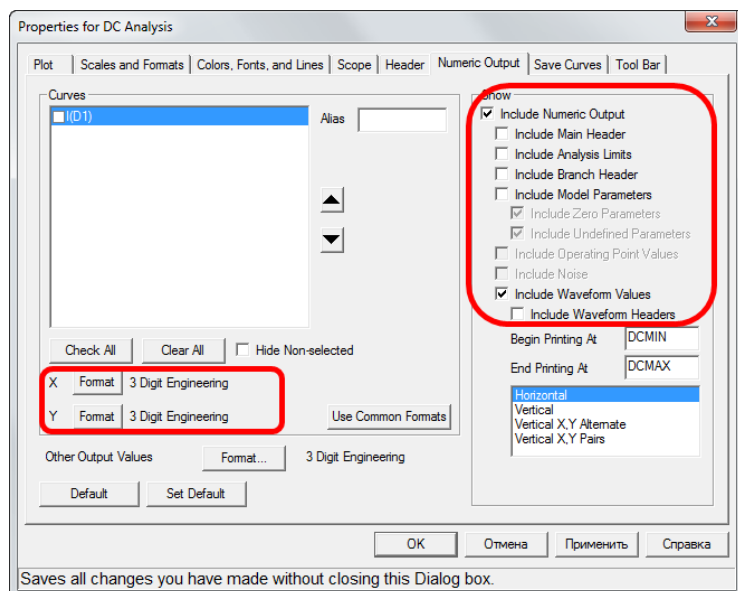 Properties for DC Analysis
Plot
Scales and Formats
Colors, Fonts, and Lines
Scope
Header
Numeric Output
Save Curves
Tool Bar
Curves
I(D1)
Alias
Check All
Clear All
Hide Non-selected
X Format 3 Digit Engineering
Y Format 3 Digit Engineering
Use Common Formats
Other Output Values Format... 3 Digit Engineering
Default
Set Default
Show
Include Numeric Output
Include Main Header
Include Analysis Limits
Include Branch Header
Include Model Parameters
Include Zero Parameters
Include Undefined Parameters
Include Operating Point Values
Include Noise
Include Waveform Values
Include Waveform Headers
Begin Printing At DCMIN
End Printing At DCMAX
Horizontal
Vertical
Vertical X,Y Alternate
Vertical X,Y Pairs
OK
Отмена
Применить
Справка
Saves all changes you have made without closing this Dialog box.